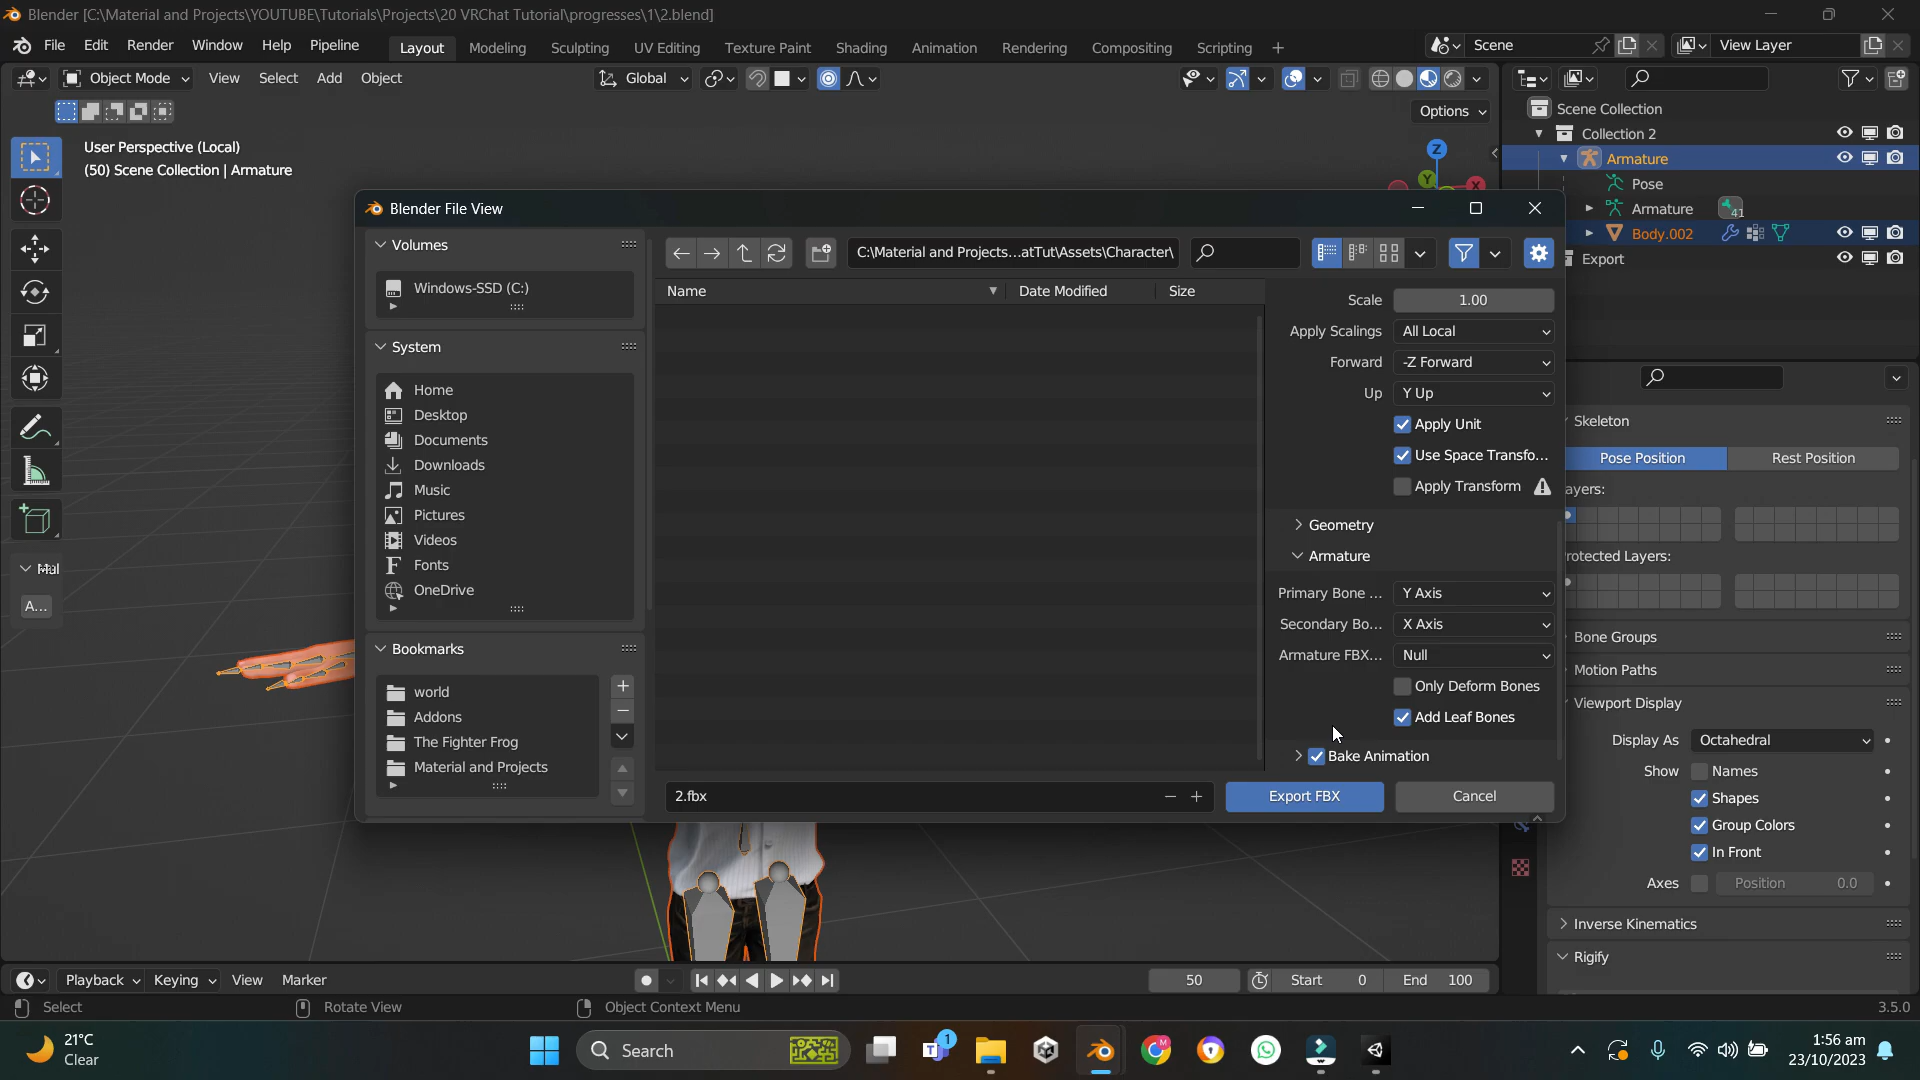 Blender [C:\Material and Projects\YOUTUBE\Tutorials\Projects\20 VRChat Tutorial\progresses\1\2.blend]
File Edit Render Window Help Pipeline Layout Modeling Sculpting UV Editing Texture Paint Shading Animation Rendering Compositing Scripting + Scene View Layer
Object Mode View Select Add Object Global
Options
User Perspective (Local)
(50) Scene Collection | Armature
Z
Y
X
Scene Collection
Collection 2
Armature
Pose
Armature 41
Body.002
Export
Blender File View
Volumes
Windows-SSD (C:)
System
Home
Desktop
Documents
Downloads
Music
Pictures
Videos
Fonts
OneDrive
Bookmarks
world
Addons
The Fighter Frog
Material and Projects
C:\Material and Projects...atTut\Assets\Character\
Name Date Modified Size
Scale 1.00
Apply Scalings All Local
Forward -Z Forward
Up Y Up
Apply Unit
Use Space Transfo...
Apply Transform
Geometry
Armature
Primary Bone ... Y Axis
Secondary Bo... X Axis
Armature FBX... Null
Only Deform Bones
Add Leaf Bones
Bake Animation
2.fbx
Export FBX
Cancel
A...
Skeleton
Pose Position Rest Position
ayers:
rotected Layers:
Bone Groups
Motion Paths
Viewport Display
Display As Octahedral
Show Names
Shapes
Group Colors
In Front
Axes Position 0.0
Inverse Kinematics
Rigify
Playback Keying View Marker
50 Start 0 End 100
Select Rotate View Object Context Menu
3.5.0
21°C
Clear
Search
1
M
1:56 am
23/10/2023